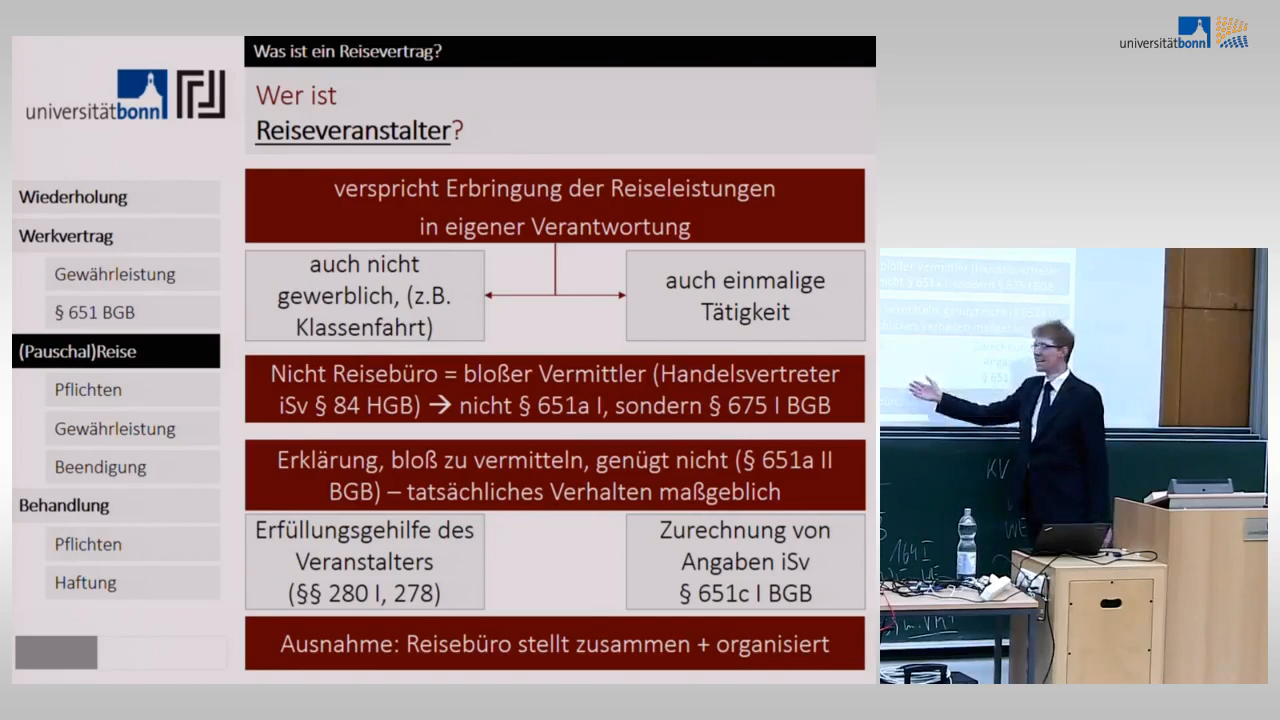 universitätbonn
Was ist ein Reisevertrag?
universitätbonn
Wer ist
Reiseveranstalter?
Wiederholung
Werkvertrag
Gewährleistung
§ 651 BGB
(Pauschal)Reise
Pflichten
Gewährleistung
Beendigung
Behandlung
Pflichten
Haftung
verspricht Erbringung der Reiseleistungen
in eigener Verantwortung
auch nicht
gewerblich, (z.B.
Klassenfahrt)
auch einmalige
Tätigkeit
Nicht Reisebüro = bloßer Vermittler (Handelsvertreter
iSv § 84 HGB) → nicht § 651a I, sondern § 675 I BGB
Erklärung, bloß zu vermitteln, genügt nicht (§ 651a II
BGB) – tatsächliches Verhalten maßgeblich
Erfüllungsgehilfe des
Veranstalters
(§§ 280 I, 278)
Zurechnung von
Angaben iSv
§ 651c I BGB
Ausnahme: Reisebüro stellt zusammen + organisiert
KV
WE
164 I